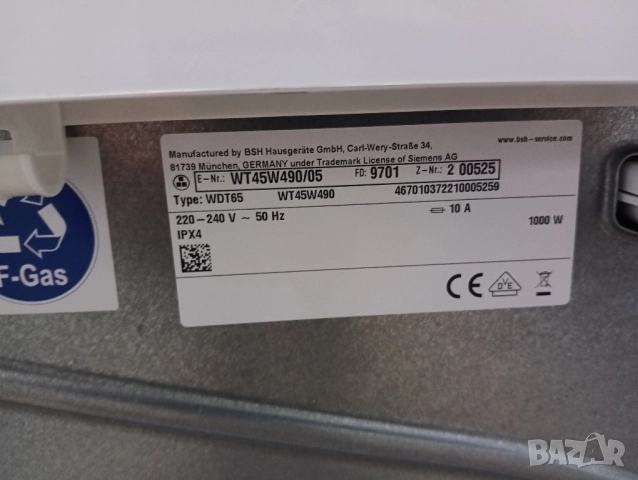 Manufactured by BSH Hausgeräte GmbH, Carl-Wery-Straße 34,
www.bsh-service.com
81739 München, GERMANY under Trademark License of Siemens AG
E-Nr.: WT45W490/05 FD: 9701 Z-Nr.: 2 00525
Type: WDT65 WT45W490 467010372210005259
220-240 V ~ 50 Hz 10 A 1000 W
IPX4
CE DVE
F-Gas
BAZAR